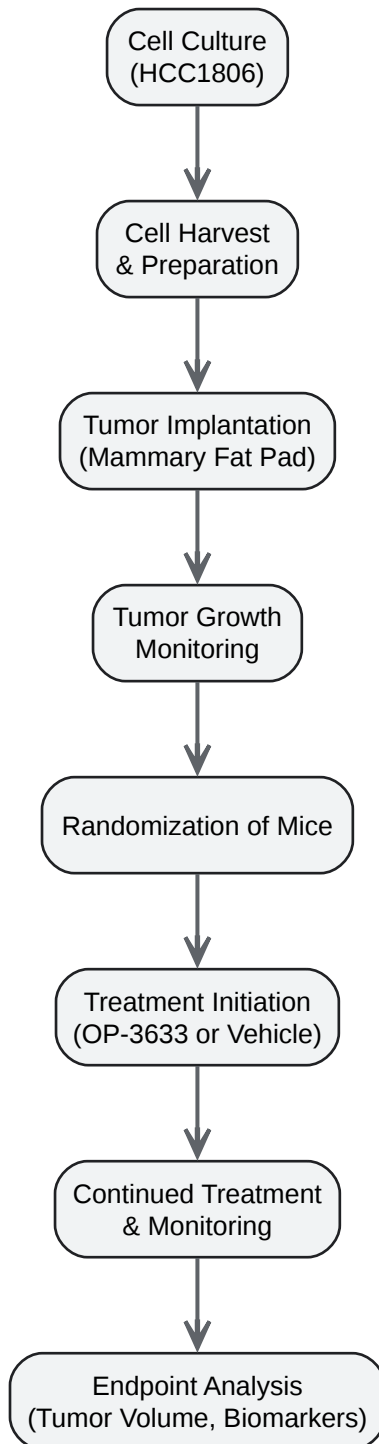 Cell Culture
(HCC1806)
Cell Harvest
& Preparation
Tumor Implantation
(Mammary Fat Pad)
Tumor Growth
Monitoring
Randomization of Mice
Treatment Initiation
(OP-3633 or Vehicle)
Continued Treatment
& Monitoring
Endpoint Analysis
(Tumor Volume, Biomarkers)